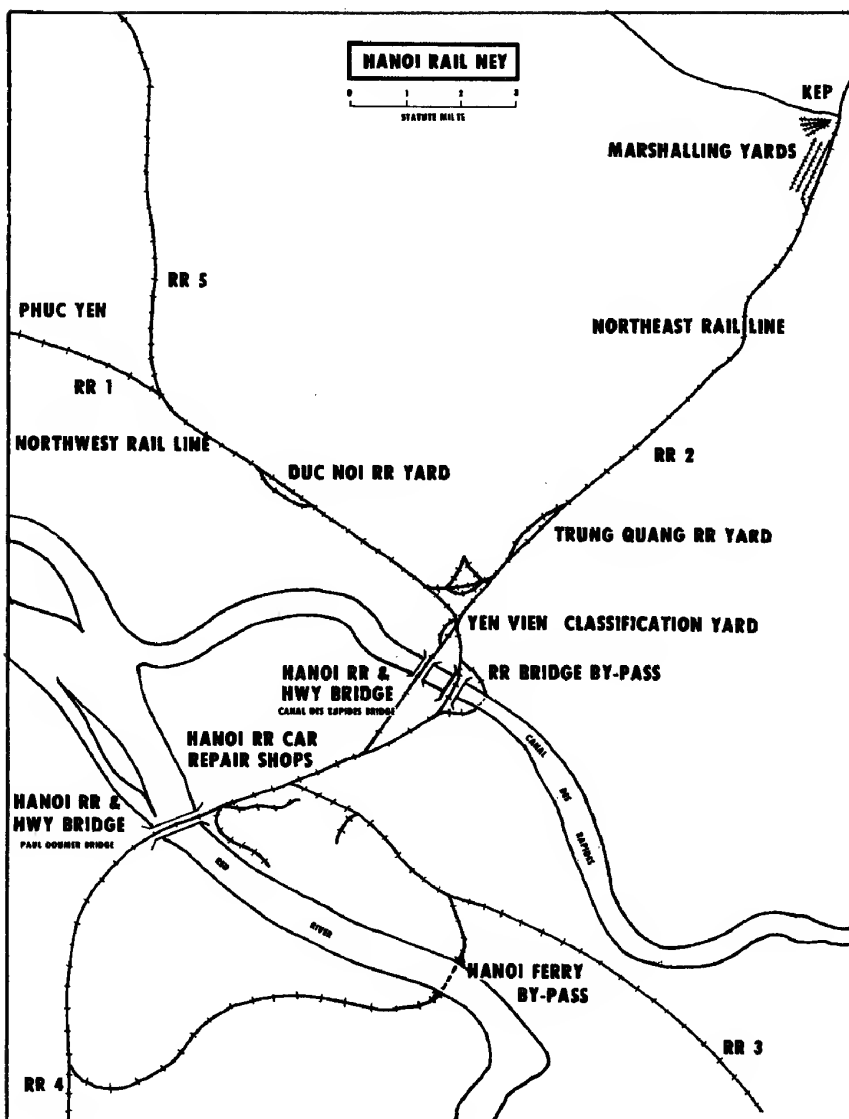 HANOI RAIL NEY
0 1 2 3
STATUTE MILES
KEP
MARSHALLING YARDS
RR 5
PHUC YEN
NORTHEAST RAIL LINE
RR 1
NORTHWEST RAIL LINE
RR 2
DUC NOI RR YARD
TRUNG QUANG RR YARD
YEN VIEN CLASSIFICATION YARD
HANOI RR &
HWY BRIDGE
CANAL DES RAPIDES BRIDGE
RR BRIDGE BY-PASS
HANOI RR CAR
REPAIR SHOPS
CANAL
DES
RAPIDES
HANOI RR &
HWY BRIDGE
PAUL DOUMER BRIDGE
RED
RIVER
HANOI FERRY
BY-PASS
RR 3
RR 4